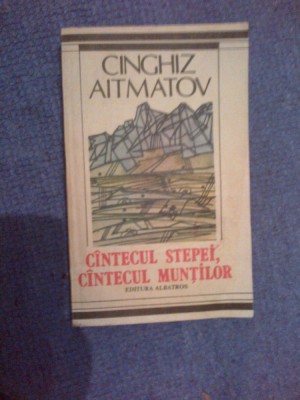 CINGHIZ
AITMATOV
CÎNTECUL STEPEI,
CÎNTECUL MUNȚILOR
EDITURA ALBATROS